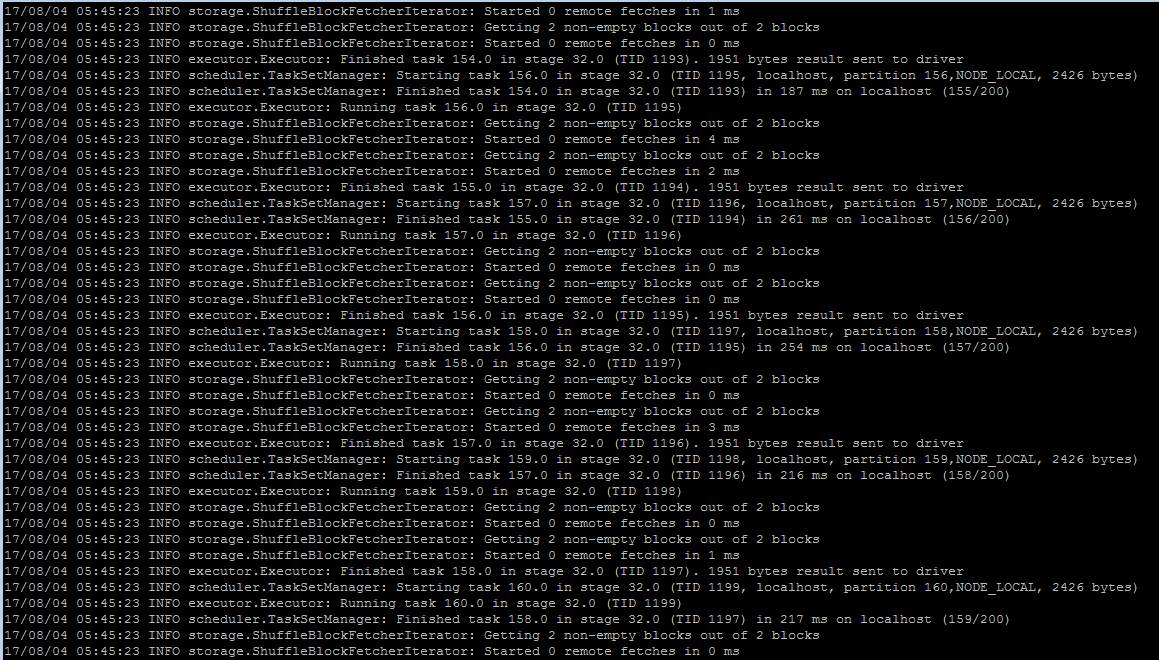 17/08/04 05:45:23 INFO storage.ShuffleBlockFetcherIterator: Started 0 remote fetches in 1 ms
17/08/04 05:45:23 INFO storage.ShuffleBlockFetcherIterator: Getting 2 non-empty blocks out of 2 blocks
17/08/04 05:45:23 INFO storage.ShuffleBlockFetcherIterator: Started 0 remote fetches in 0 ms
17/08/04 05:45:23 INFO executor.Executor: Finished task 154.0 in stage 32.0 (TID 1193). 1951 bytes result sent to driver
17/08/04 05:45:23 INFO scheduler.TaskSetManager: Starting task 156.0 in stage 32.0 (TID 1195, localhost, partition 156,NODE_LOCAL, 2426 bytes)
17/08/04 05:45:23 INFO scheduler.TaskSetManager: Finished task 154.0 in stage 32.0 (TID 1193) in 187 ms on localhost (155/200)
17/08/04 05:45:23 INFO executor.Executor: Running task 156.0 in stage 32.0 (TID 1195)
17/08/04 05:45:23 INFO storage.ShuffleBlockFetcherIterator: Getting 2 non-empty blocks out of 2 blocks
17/08/04 05:45:23 INFO storage.ShuffleBlockFetcherIterator: Started 0 remote fetches in 4 ms
17/08/04 05:45:23 INFO storage.ShuffleBlockFetcherIterator: Getting 2 non-empty blocks out of 2 blocks
17/08/04 05:45:23 INFO storage.ShuffleBlockFetcherIterator: Started 0 remote fetches in 2 ms
17/08/04 05:45:23 INFO executor.Executor: Finished task 155.0 in stage 32.0 (TID 1194). 1951 bytes result sent to driver
17/08/04 05:45:23 INFO scheduler.TaskSetManager: Starting task 157.0 in stage 32.0 (TID 1196, localhost, partition 157,NODE_LOCAL, 2426 bytes)
17/08/04 05:45:23 INFO scheduler.TaskSetManager: Finished task 155.0 in stage 32.0 (TID 1194) in 261 ms on localhost (156/200)
17/08/04 05:45:23 INFO executor.Executor: Running task 157.0 in stage 32.0 (TID 1196)
17/08/04 05:45:23 INFO storage.ShuffleBlockFetcherIterator: Getting 2 non-empty blocks out of 2 blocks
17/08/04 05:45:23 INFO storage.ShuffleBlockFetcherIterator: Started 0 remote fetches in 0 ms
17/08/04 05:45:23 INFO storage.ShuffleBlockFetcherIterator: Getting 2 non-empty blocks out of 2 blocks
17/08/04 05:45:23 INFO storage.ShuffleBlockFetcherIterator: Started 0 remote fetches in 0 ms
17/08/04 05:45:23 INFO executor.Executor: Finished task 156.0 in stage 32.0 (TID 1195). 1951 bytes result sent to driver
17/08/04 05:45:23 INFO scheduler.TaskSetManager: Starting task 158.0 in stage 32.0 (TID 1197, localhost, partition 158,NODE_LOCAL, 2426 bytes)
17/08/04 05:45:23 INFO scheduler.TaskSetManager: Finished task 156.0 in stage 32.0 (TID 1195) in 254 ms on localhost (157/200)
17/08/04 05:45:23 INFO executor.Executor: Running task 158.0 in stage 32.0 (TID 1197)
17/08/04 05:45:23 INFO storage.ShuffleBlockFetcherIterator: Getting 2 non-empty blocks out of 2 blocks
17/08/04 05:45:23 INFO storage.ShuffleBlockFetcherIterator: Started 0 remote fetches in 0 ms
17/08/04 05:45:23 INFO storage.ShuffleBlockFetcherIterator: Getting 2 non-empty blocks out of 2 blocks
17/08/04 05:45:23 INFO storage.ShuffleBlockFetcherIterator: Started 0 remote fetches in 3 ms
17/08/04 05:45:23 INFO executor.Executor: Finished task 157.0 in stage 32.0 (TID 1196). 1951 bytes result sent to driver
17/08/04 05:45:23 INFO scheduler.TaskSetManager: Starting task 159.0 in stage 32.0 (TID 1198, localhost, partition 159,NODE_LOCAL, 2426 bytes)
17/08/04 05:45:23 INFO scheduler.TaskSetManager: Finished task 157.0 in stage 32.0 (TID 1196) in 216 ms on localhost (158/200)
17/08/04 05:45:23 INFO executor.Executor: Running task 159.0 in stage 32.0 (TID 1198)
17/08/04 05:45:23 INFO storage.ShuffleBlockFetcherIterator: Getting 2 non-empty blocks out of 2 blocks
17/08/04 05:45:23 INFO storage.ShuffleBlockFetcherIterator: Started 0 remote fetches in 0 ms
17/08/04 05:45:23 INFO storage.ShuffleBlockFetcherIterator: Getting 2 non-empty blocks out of 2 blocks
17/08/04 05:45:23 INFO storage.ShuffleBlockFetcherIterator: Started 0 remote fetches in 1 ms
17/08/04 05:45:23 INFO executor.Executor: Finished task 158.0 in stage 32.0 (TID 1197). 1951 bytes result sent to driver
17/08/04 05:45:23 INFO scheduler.TaskSetManager: Starting task 160.0 in stage 32.0 (TID 1199, localhost, partition 160,NODE_LOCAL, 2426 bytes)
17/08/04 05:45:23 INFO executor.Executor: Running task 160.0 in stage 32.0 (TID 1199)
17/08/04 05:45:23 INFO scheduler.TaskSetManager: Finished task 158.0 in stage 32.0 (TID 1197) in 217 ms on localhost (159/200)
17/08/04 05:45:23 INFO storage.ShuffleBlockFetcherIterator: Getting 2 non-empty blocks out of 2 blocks
17/08/04 05:45:23 INFO storage.ShuffleBlockFetcherIterator: Started 0 remote fetches in 0 ms